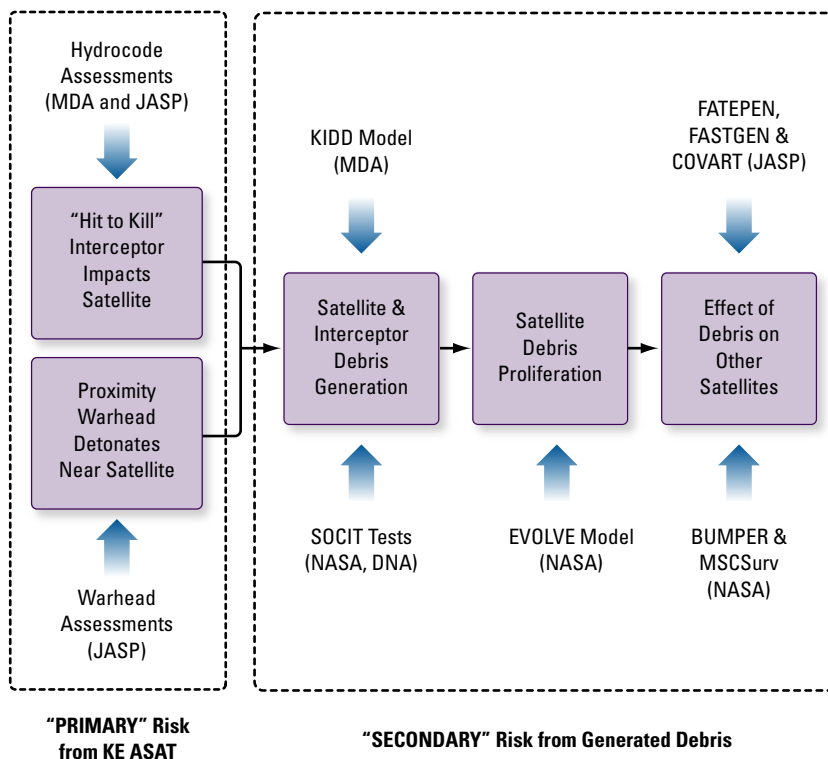 Hydrocode
Assessments
(MDA and JASP)
“Hit to Kill”
Interceptor
Impacts
Satellite
Proximity
Warhead
Detonates
Near Satellite
Warhead
Assessments
(JASP)
“PRIMARY” Risk
from KE ASAT
KIDD Model
(MDA)
Satellite &
Interceptor
Debris
Generation
SOCIT Tests
(NASA, DNA)
Satellite
Debris
Proliferation
EVOLVE Model
(NASA)
FATEPEN,
FASTGEN &
COVART (JASP)
Effect of
Debris on
Other
Satellites
BUMPER &
MSCSurv
(NASA)
“SECONDARY” Risk from Generated Debris